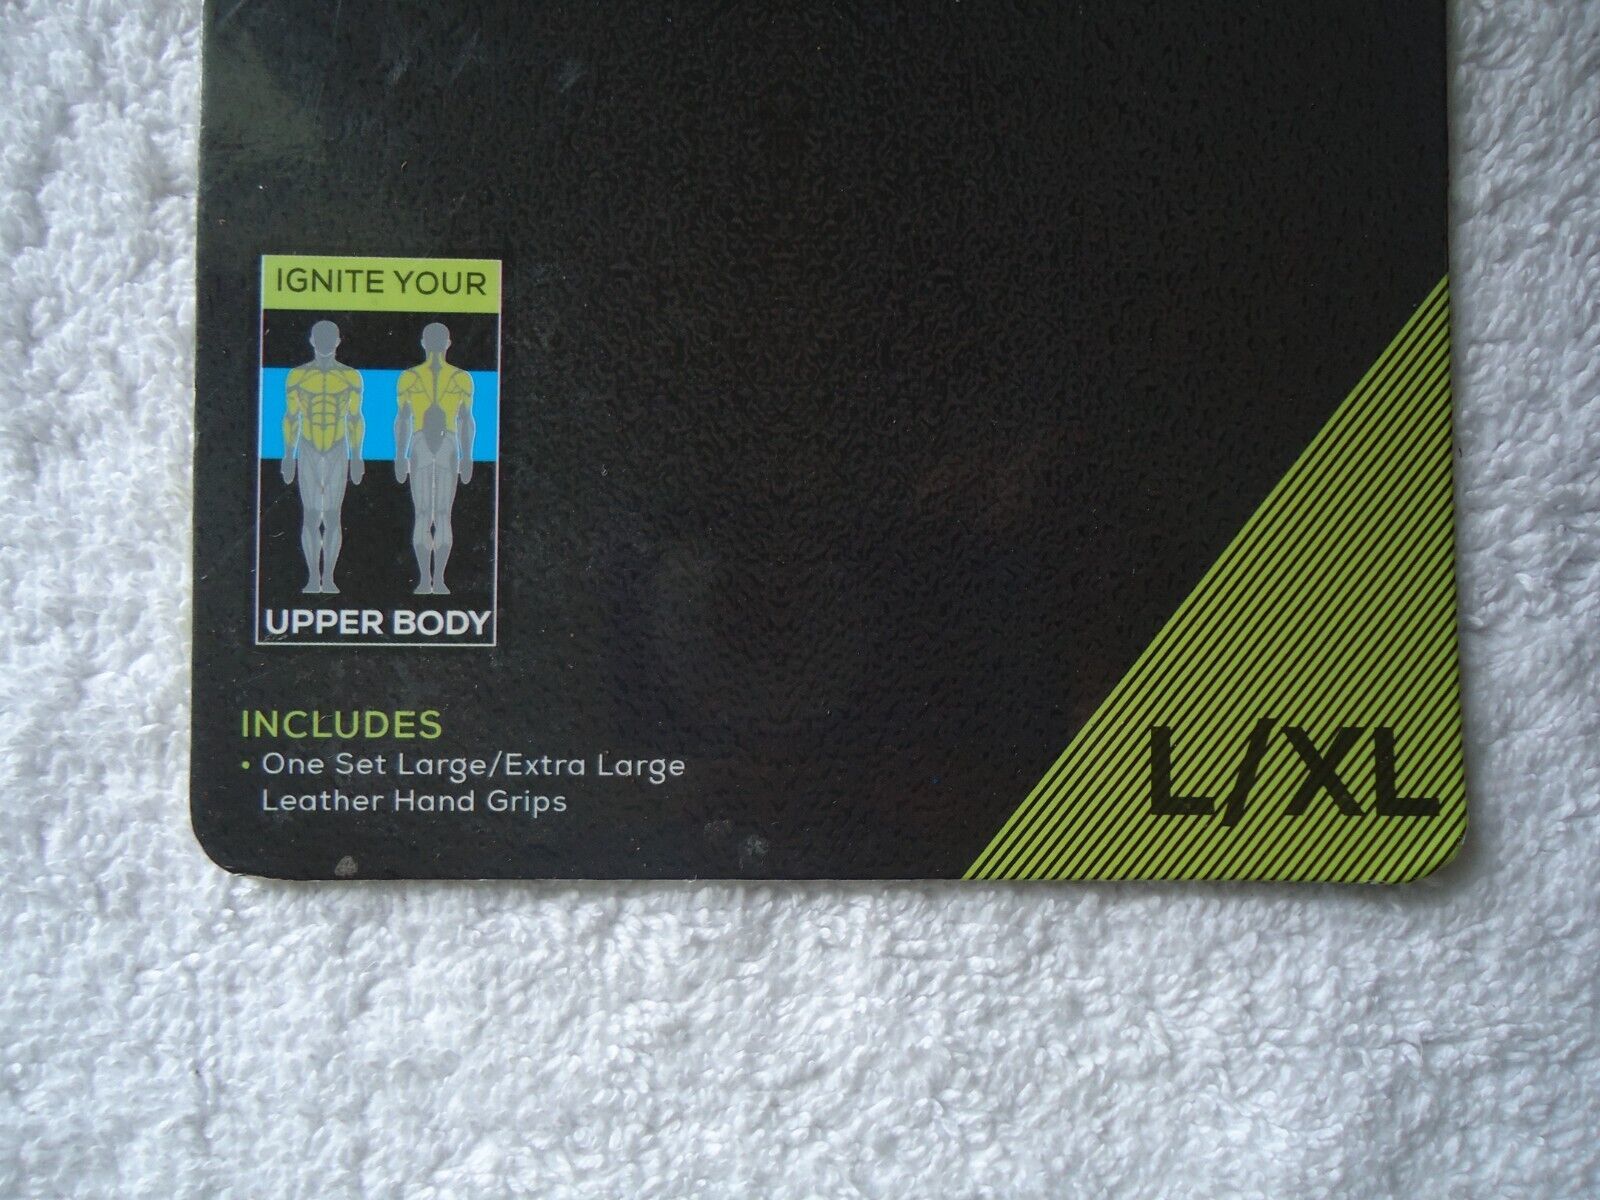 IGNITE YOUR
UPPER BODY
INCLUDES
• One Set Large/Extra Large
Leather Hand Grips
L/XL